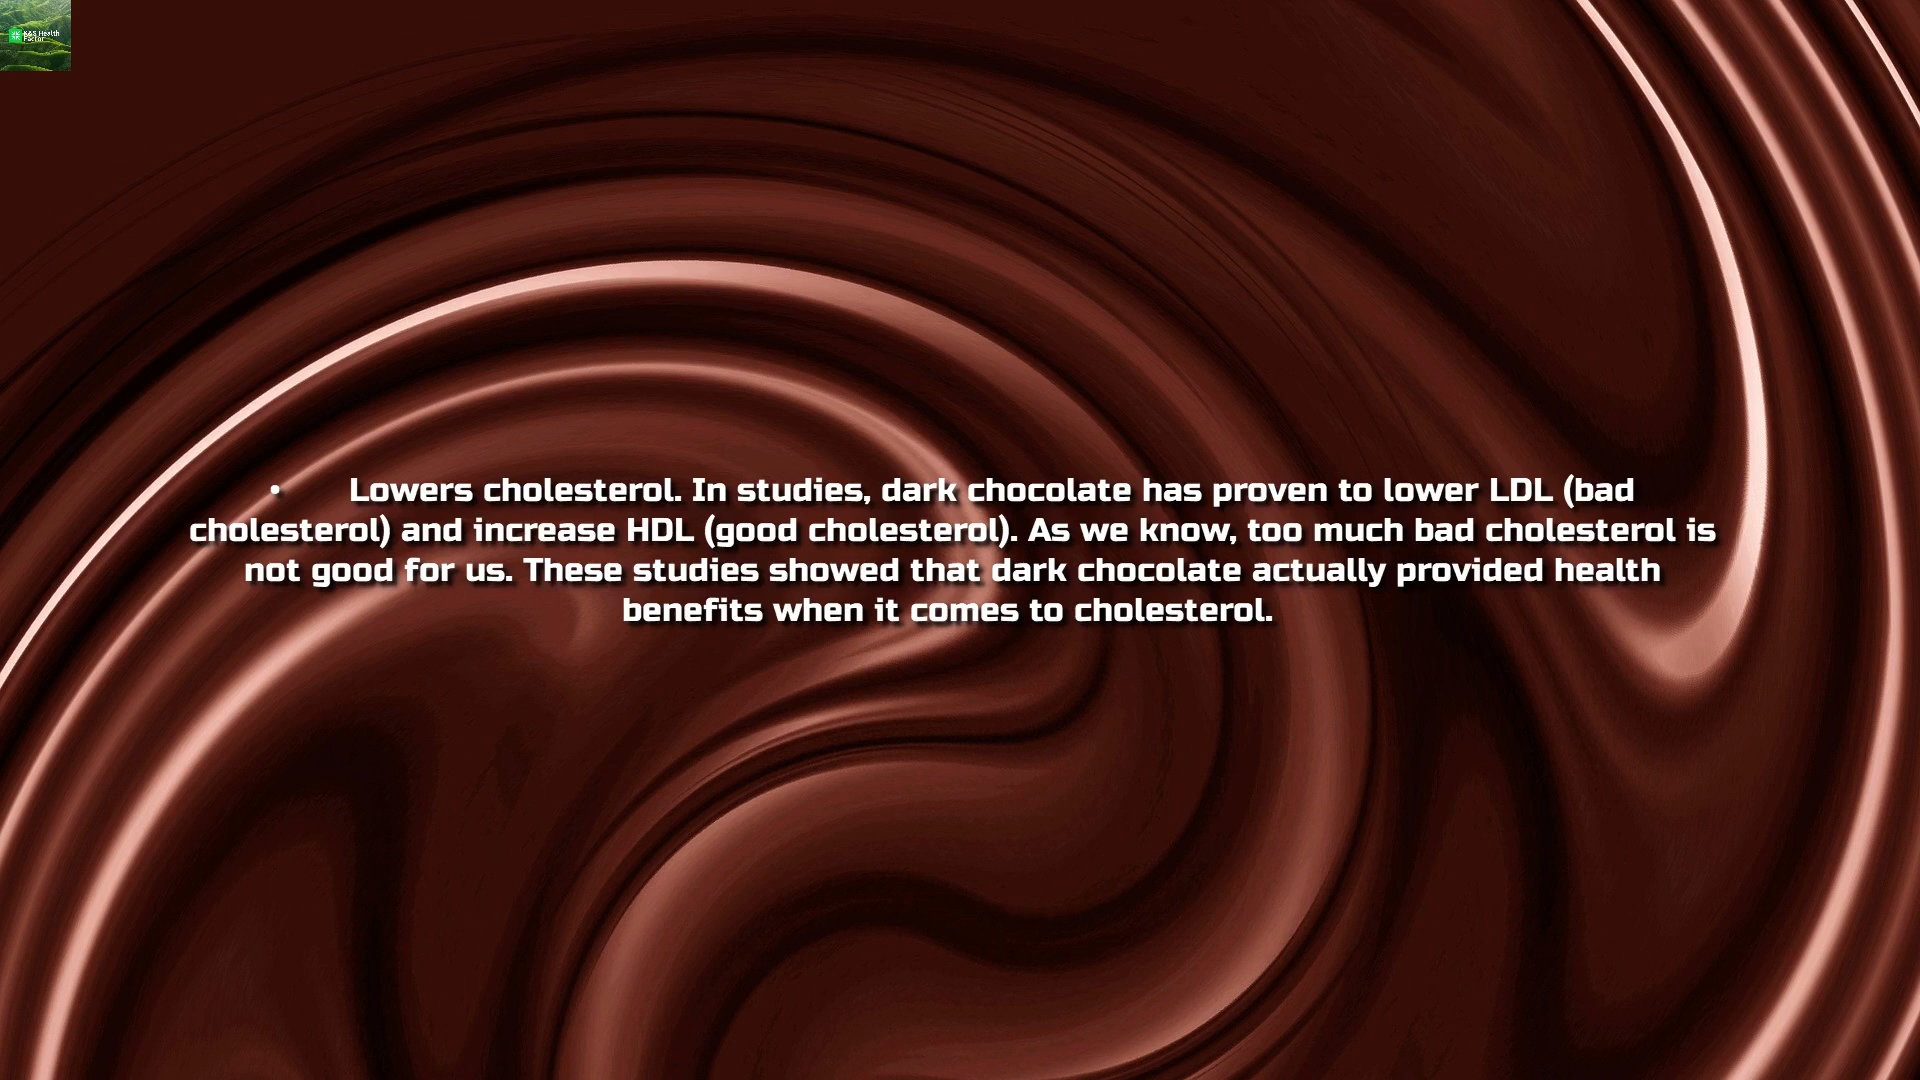 K&S Health
Factor
• Lowers cholesterol. In studies, dark chocolate has proven to lower LDL (bad
cholesterol) and increase HDL (good cholesterol). As we know, too much bad cholesterol is
not good for us. These studies showed that dark chocolate actually provided health
benefits when it comes to cholesterol.